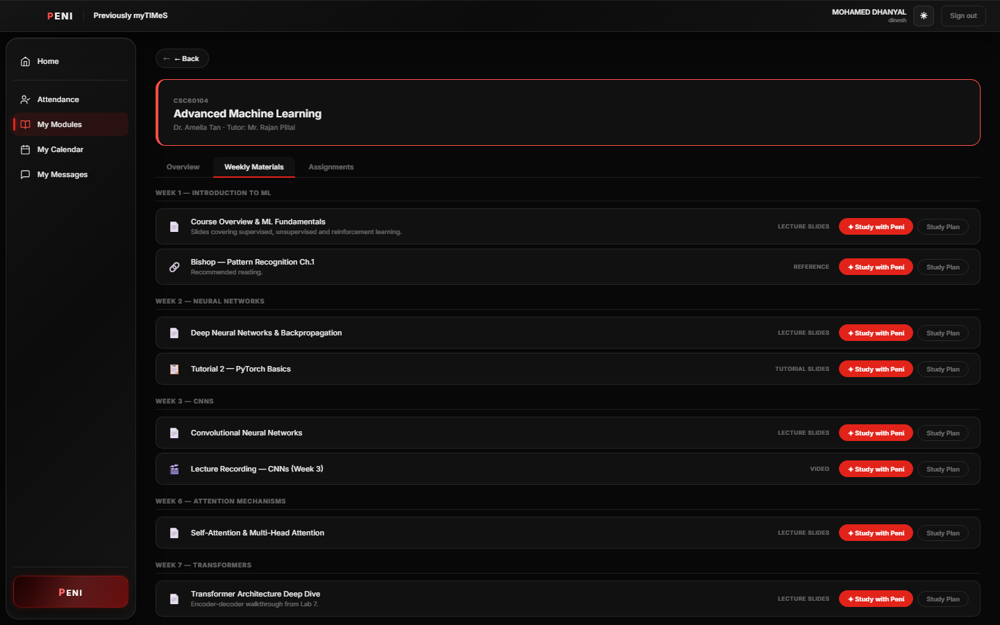 PENI
Previously myTIMeS
MOHAMED DHANYAL
dinesh
Sign out
Home
Attendance
My Modules
My Calendar
My Messages
PENI
← ← Back
CSC60104
Advanced Machine Learning
Dr. Amelia Tan · Tutor: Mr. Rajan Pillai
Overview
Weekly Materials
Assignments
WEEK 1 — INTRODUCTION TO ML
Course Overview & ML Fundamentals
Slides covering supervised, unsupervised and reinforcement learning.
LECTURE SLIDES
✦ Study with Peni
Study Plan
Bishop — Pattern Recognition Ch.1
Recommended reading.
REFERENCE
✦ Study with Peni
Study Plan
WEEK 2 — NEURAL NETWORKS
Deep Neural Networks & Backpropagation
LECTURE SLIDES
✦ Study with Peni
Study Plan
Tutorial 2 — PyTorch Basics
TUTORIAL SLIDES
✦ Study with Peni
Study Plan
WEEK 3 — CNNS
Convolutional Neural Networks
LECTURE SLIDES
✦ Study with Peni
Study Plan
Lecture Recording — CNNs (Week 3)
VIDEO
✦ Study with Peni
Study Plan
WEEK 6 — ATTENTION MECHANISMS
Self-Attention & Multi-Head Attention
LECTURE SLIDES
✦ Study with Peni
Study Plan
WEEK 7 — TRANSFORMERS
Transformer Architecture Deep Dive
Encoder-decoder walkthrough from Lab 7.
LECTURE SLIDES
✦ Study with Peni
Study Plan